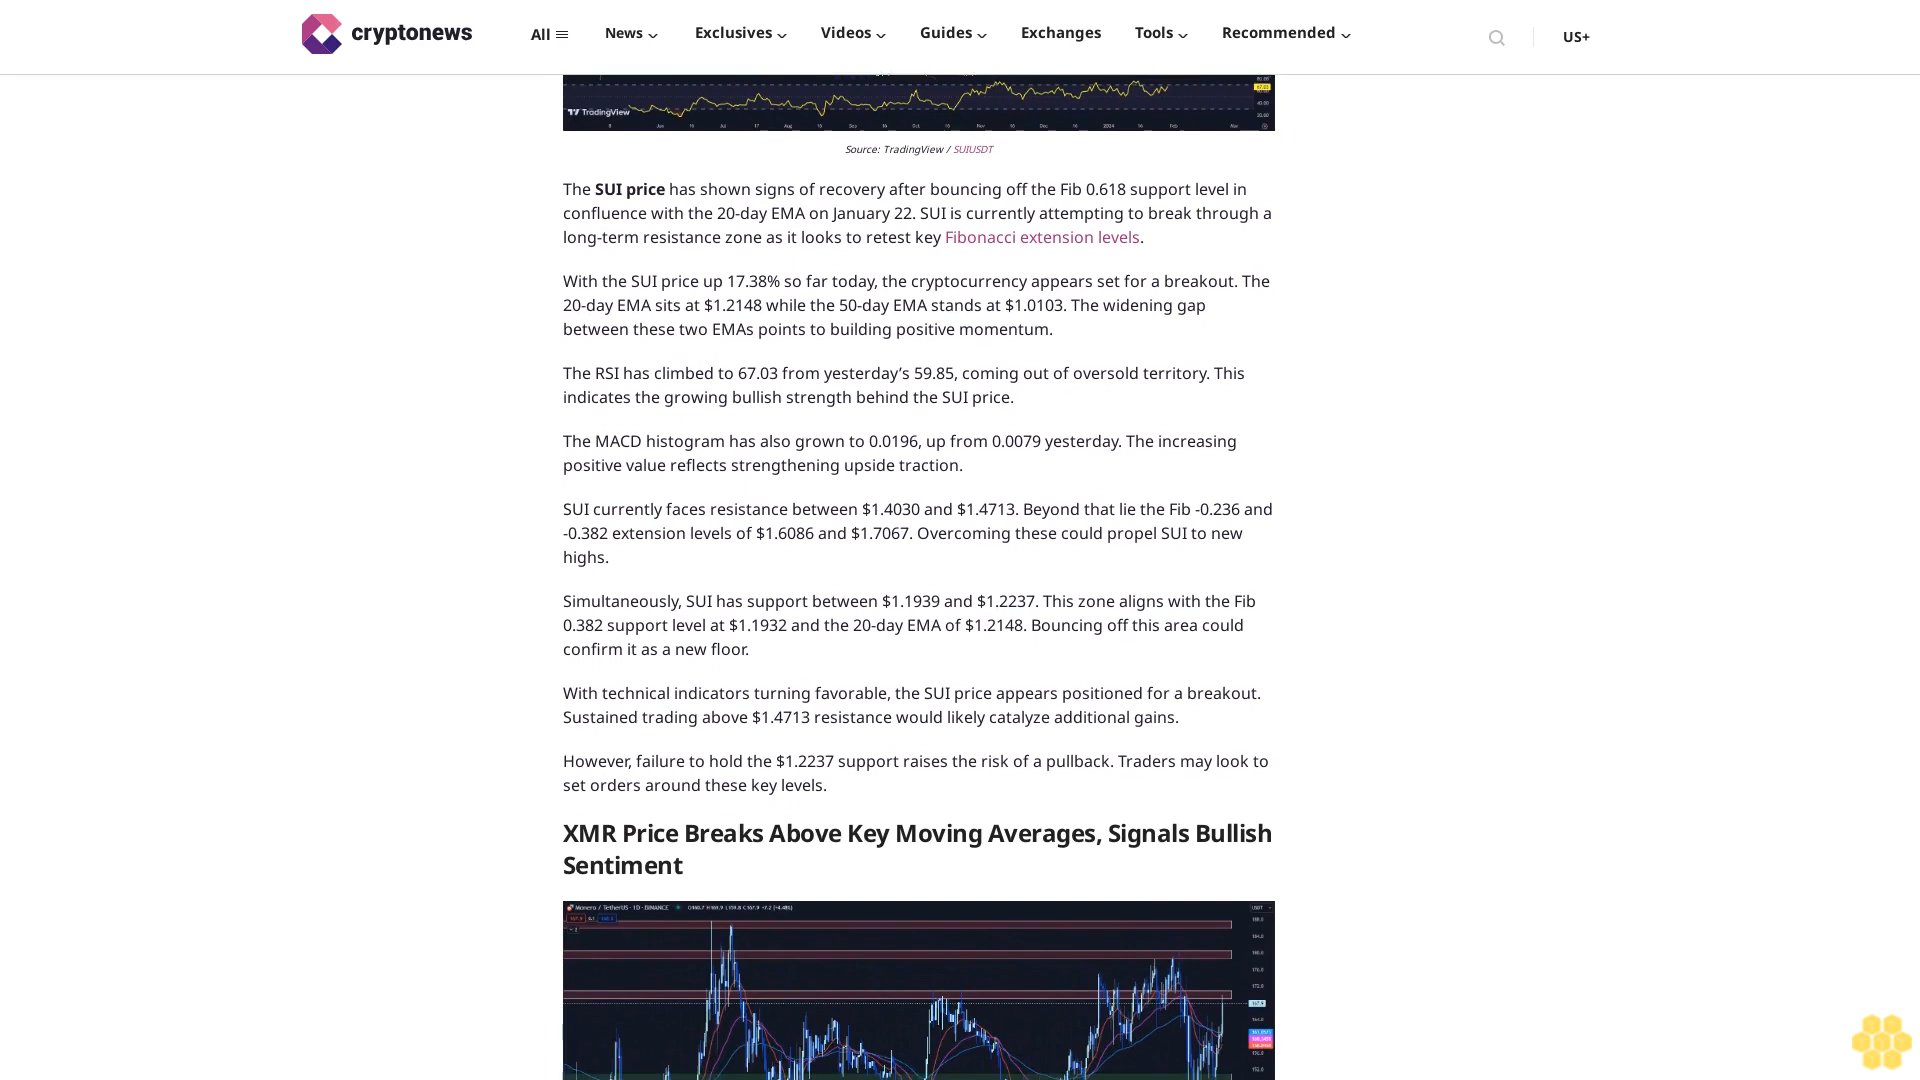 cryptonews
All
News
Exclusives
Videos
Guides
Exchanges
Tools
Recommended
US+
TradingView
Source: TradingView / SUIUSDT
The SUI price has shown signs of recovery after bouncing off the Fib 0.618 support level in
confluence with the 20-day EMA on January 22. SUI is currently attempting to break through a
long-term resistance zone as it looks to retest key Fibonacci extension levels.
With the SUI price up 17.38% so far today, the cryptocurrency appears set for a breakout. The
20-day EMA sits at $1.2148 while the 50-day EMA stands at $1.0103. The widening gap
between these two EMAs points to building positive momentum.
The RSI has climbed to 67.03 from yesterday’s 59.85, coming out of oversold territory. This
indicates the growing bullish strength behind the SUI price.
The MACD histogram has also grown to 0.0196, up from 0.0079 yesterday. The increasing
positive value reflects strengthening upside traction.
SUI currently faces resistance between $1.4030 and $1.4713. Beyond that lie the Fib -0.236 and
-0.382 extension levels of $1.6086 and $1.7067. Overcoming these could propel SUI to new
highs.
Simultaneously, SUI has support between $1.1939 and $1.2237. This zone aligns with the Fib
0.382 support level at $1.1932 and the 20-day EMA of $1.2148. Bouncing off this area could
confirm it as a new floor.
With technical indicators turning favorable, the SUI price appears positioned for a breakout.
Sustained trading above $1.4713 resistance would likely catalyze additional gains.
However, failure to hold the $1.2237 support raises the risk of a pullback. Traders may look to
set orders around these key levels.
XMR Price Breaks Above Key Moving Averages, Signals Bullish
Sentiment
Monero / TetherUS · 1D · BINANCE